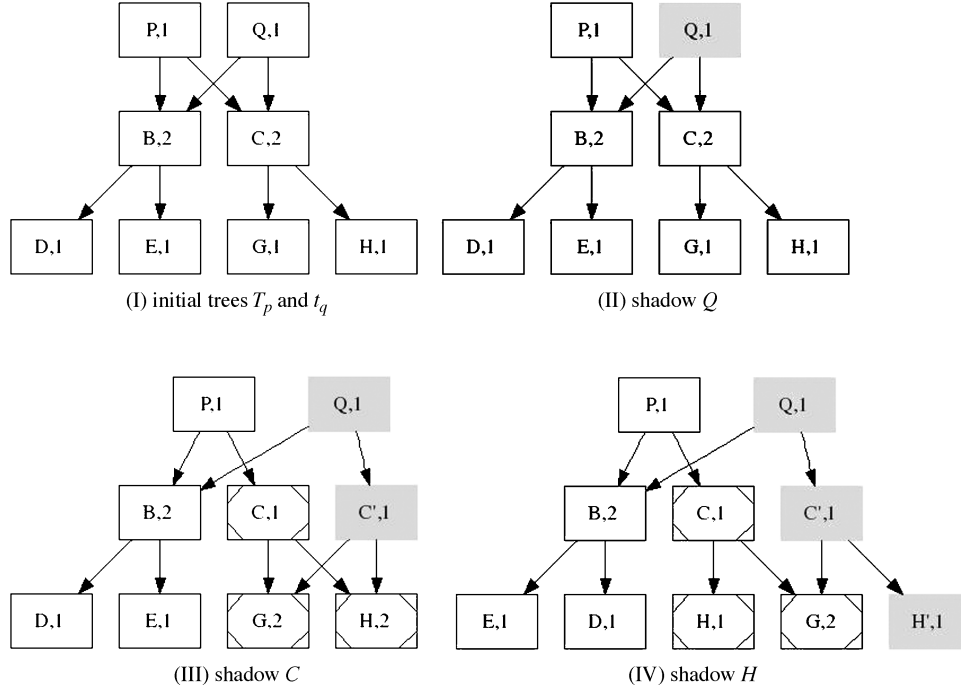 P,1 Q,1 P,1 Q,1
B,2 C,2 B,2 C,2
D,1 E,1 G,1 H,1 D,1 E,1 G,1 H,1
(I) initial trees Tp and tq (II) shadow Q
P,1 Q,1 P,1 Q,1
B,2 C,1 C',1 B,2 C,1 C',1
D,1 E,1 G,2 H,2 E,1 D,1 H,1 G,2 H',1
(III) shadow C (IV) shadow H